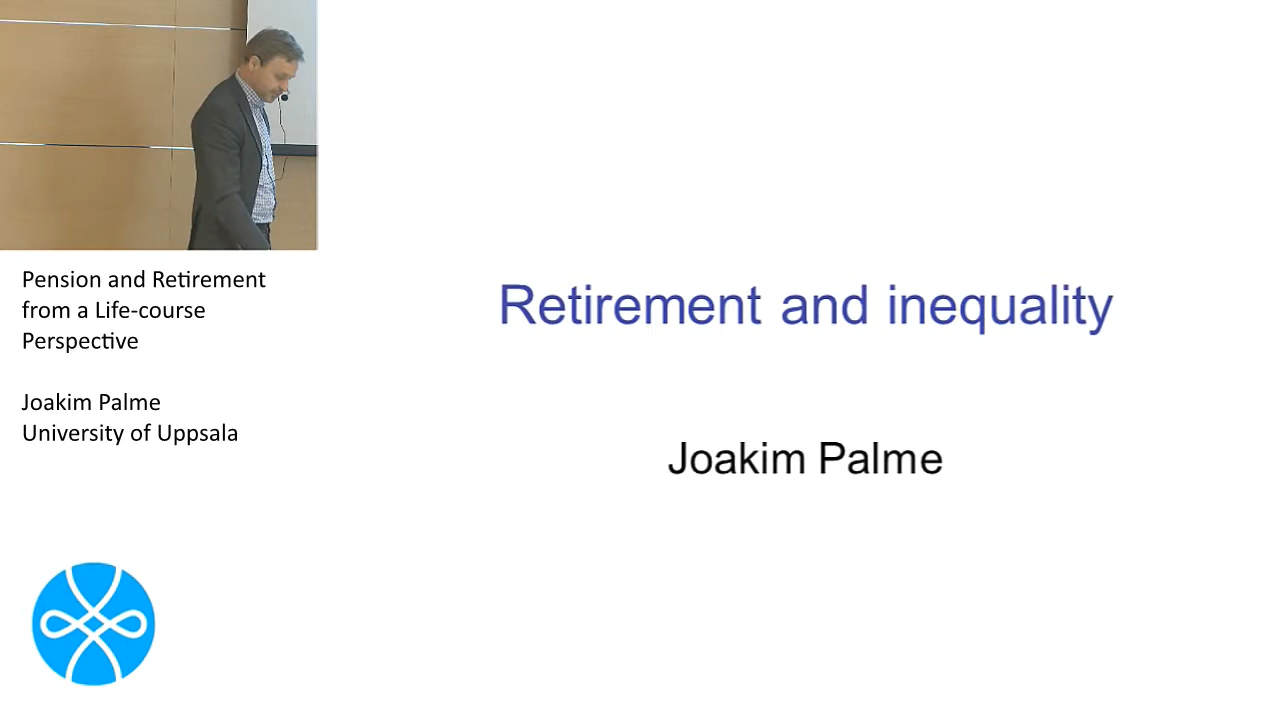 Pension and Retirement
from a Life-course
Perspective
Joakim Palme
University of Uppsala
Retirement and inequality
Joakim Palme